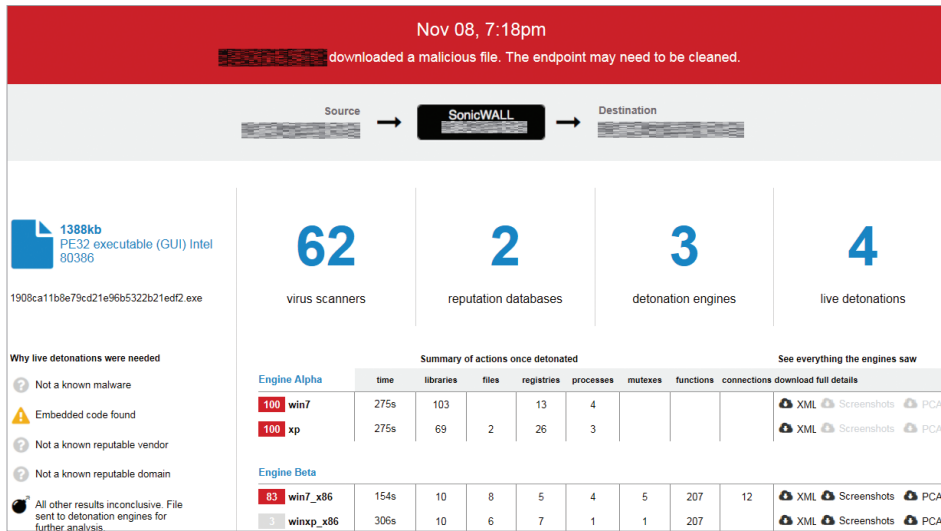 Nov 08, 7:18pm
downloaded a malicious file. The endpoint may need to be cleaned.
Source
SonicWALL
Destination
1388kb
PE32 executable (GUI) Intel
80386
1908ca11b8e79cd21e96b5322b21edf2.exe
62
virus scanners
2
reputation databases
3
detonation engines
4
live detonations
Why live detonations were needed
Not a known malware
Embedded code found
Not a known reputable vendor
Not a known reputable domain
All other results inconclusive. File
sent to detonation engines for
further analysis.
Summary of actions once detonated
See everything the engines saw
Engine Alpha time libraries files registries processes mutexes functions connections download full details
100 win7 275s 103 13 4 XML Screenshots PCA
100 xp 275s 69 2 26 3 XML Screenshots PCA
Engine Beta
83 win7_x86 154s 10 8 5 4 5 207 12 XML Screenshots PCA
3 winxp_x86 306s 10 6 7 1 1 207 XML Screenshots PCA